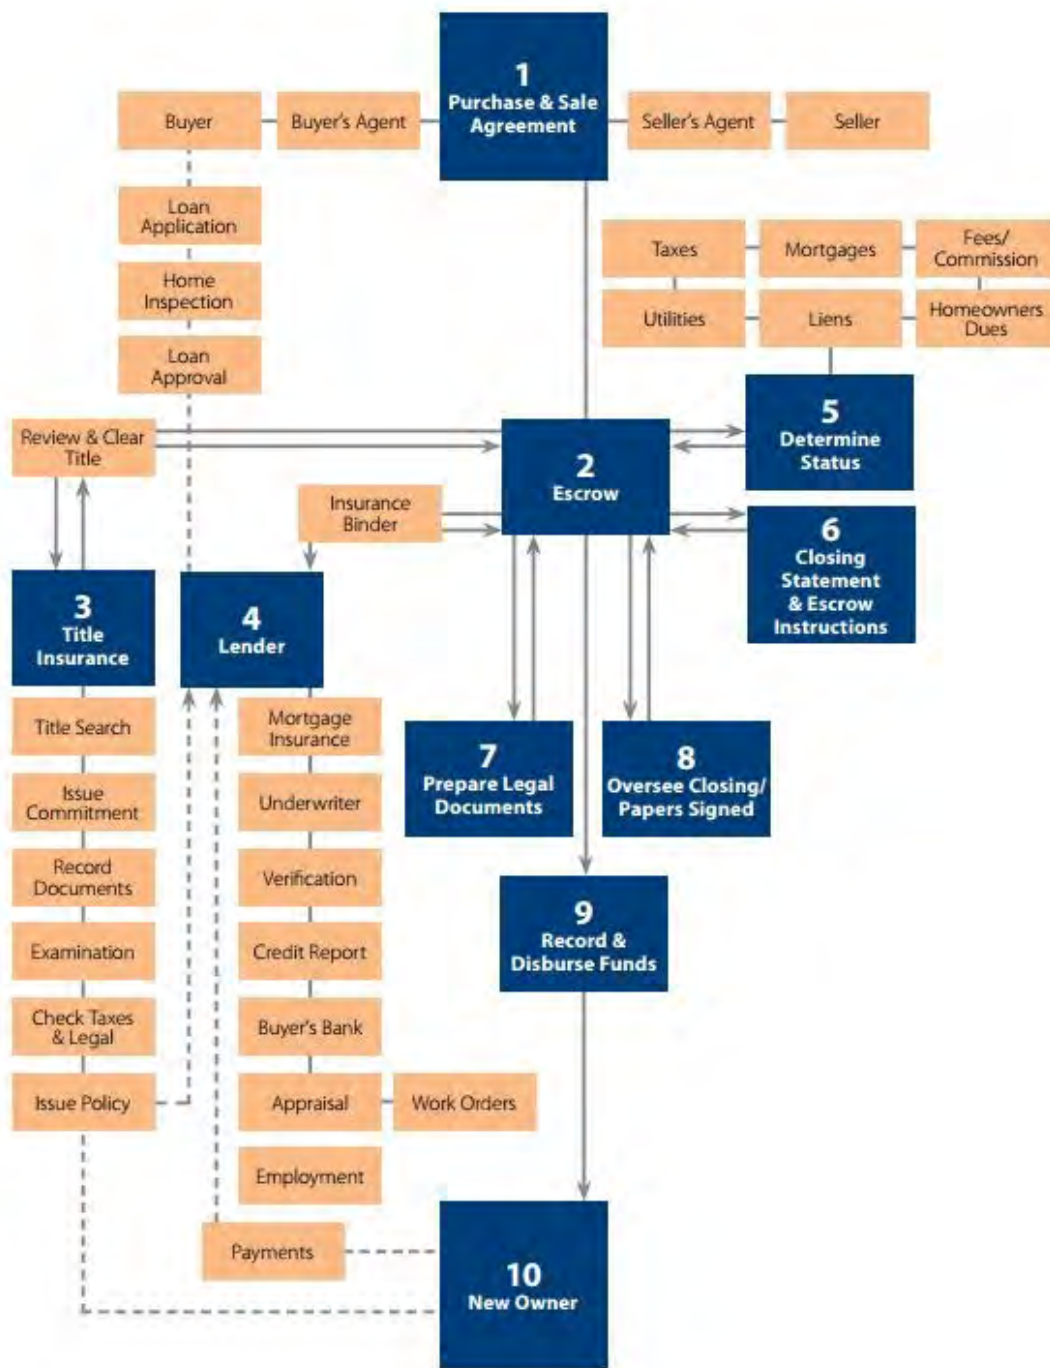 1
Purchase & Sale
Agreement
Buyer
Buyer's Agent
Seller's Agent
Seller
Loan
Application
Home
Inspection
Loan
Approval
Taxes
Mortgages
Fees/
Commission
Utilities
Liens
Homeowners
Dues
Review & Clear
Title
2
Escrow
5
Determine
Status
Insurance
Binder
6
Closing
Statement
& Escrow
Instructions
3
Title
Insurance
4
Lender
Title Search
Issue
Commitment
Record
Documents
Examination
Check Taxes
& Legal
Issue Policy
Mortgage
Insurance
Underwriter
Verification
Credit Report
Buyer's Bank
Appraisal
Work Orders
Employment
Payments
7
Prepare Legal
Documents
8
Oversee Closing/
Papers Signed
9
Record &
Disburse Funds
10
New Owner